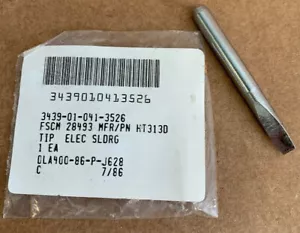 3439010413526
3439-01-041-3526
FSCM 28493 MFR/PN HT313D
TIP ELEC SLDRG
1 EA
DLA400-86-P-J628
C 7/86